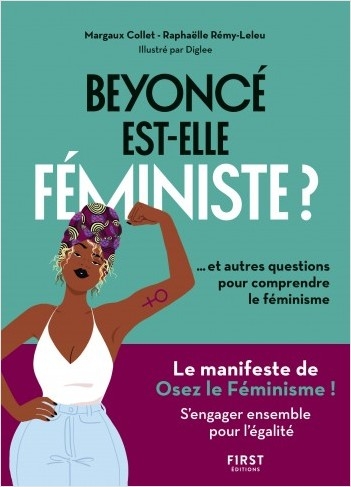 Margaux Collet - Raphaëlle Rémy-Leleu
Illustré par Diglee
BEYONCÉ
EST-ELLE
FÉMINISTE ?
... et autres questions
pour comprendre
le féminisme
Le manifeste de
Osez le Féminisme !
S'engager ensemble
pour l'égalité
FIRST
ÉDITIONS